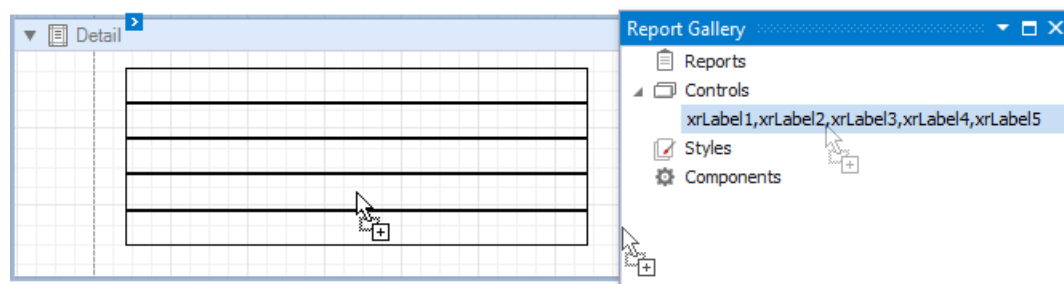 Detail
Report Gallery
Reports
Controls
xrLabel1,xrLabel2,xrLabel3,xrLabel4,xrLabel5
Styles
Components